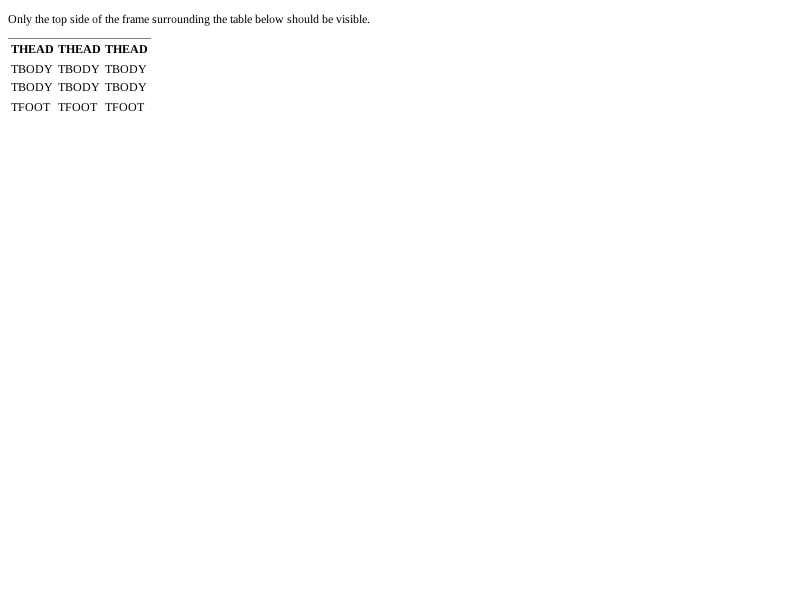 Only the top side of the frame surrounding the table below should be visible.
THEAD THEAD THEAD
TBODY TBODY TBODY
TBODY TBODY TBODY
TFOOT TFOOT TFOOT